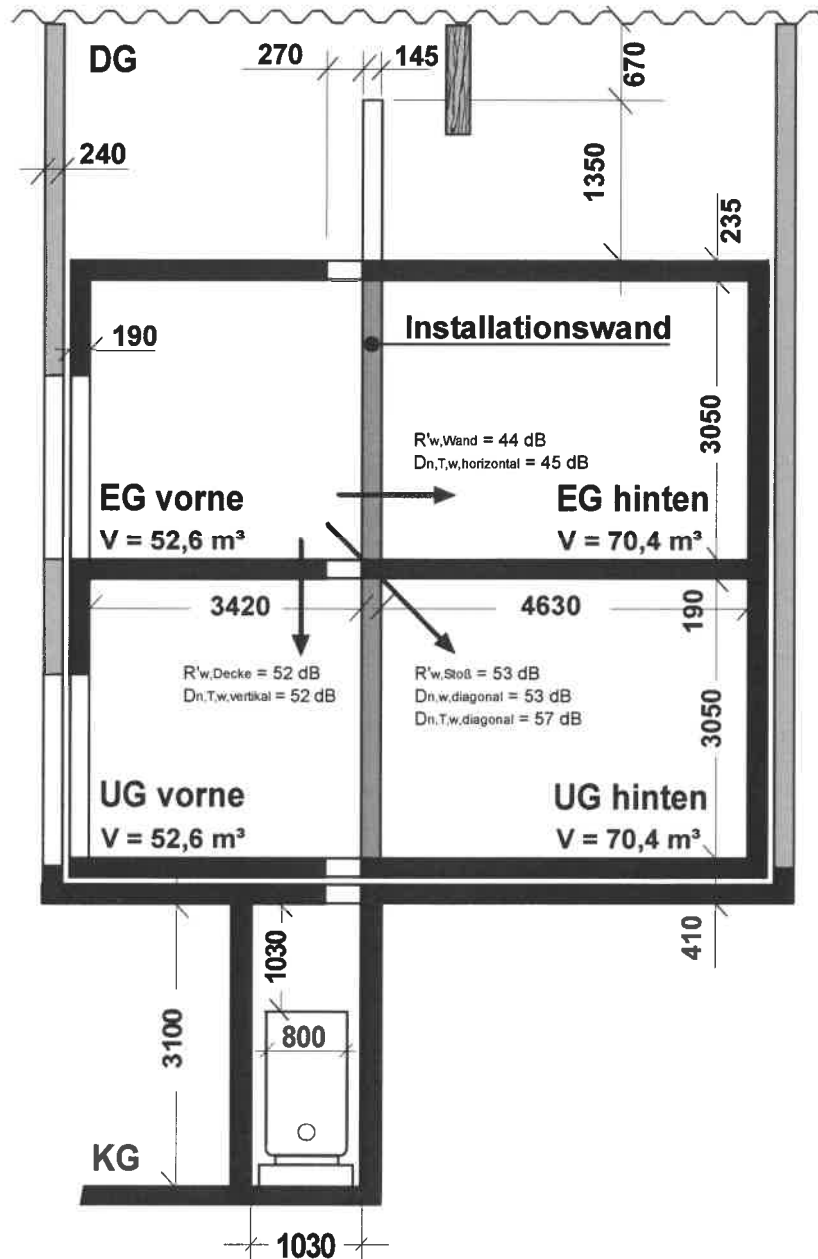 DG
270
145
670
240
1350
235
190
Installationswand
R'w,Wand = 44 dB
Dn,T,w,horizontal = 45 dB
3050
EG vorne
V = 52,6 m³
EG hinten
V = 70,4 m³
3420
4630
190
R'w,Decke = 52 dB
Dn,T,w,vertikal = 52 dB
R'w,Stoß = 53 dB
Dn,w,diagonal = 53 dB
Dn,T,w,diagonal = 57 dB
3050
UG vorne
V = 52,6 m³
UG hinten
V = 70,4 m³
1030
410
3100
800
KG
1030